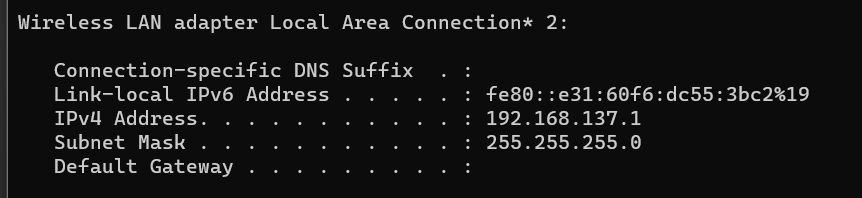 Wireless LAN adapter Local Area Connection* 2:
Connection-specific DNS Suffix  . :
Link-local IPv6 Address . . . . . : fe80::e31:60f6:dc55:3bc2%19
IPv4 Address. . . . . . . . . . . : 192.168.137.1
Subnet Mask . . . . . . . . . . . : 255.255.255.0
Default Gateway . . . . . . . . . :